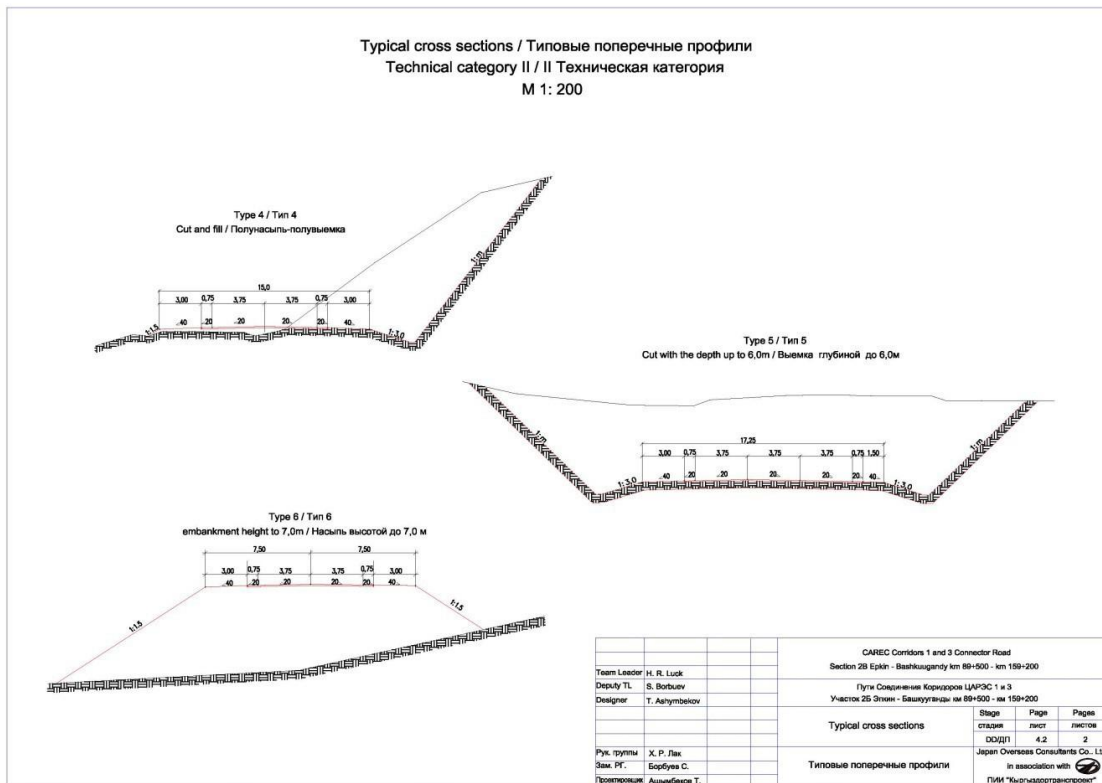 Typical cross sections / Типовые поперечные профили
Technical category II / II Техническая категория
М 1: 200
Type 4 / Тип 4
Cut and fill / Полунасыпь-полувыемка
1:m
15,0
3,00 0,75 3,75 3,75 0,75 3,00
1:1.5 40 20 20 20 20 40 1:3,0
Type 5 / Тип 5
Cut with the depth up to 6,0m / Выемка глубиной до 6,0м
1:m 17,25 1:m
3,00 0,75 3,75 3,75 3,75 0,75 1,50
1:3,0 40 20 20 20 20 20 40 1:3,0
Type 6 / Тип 6
embankment height to 7,0m / Насыпь высотой до 7,0 м
7,50 7,50
3,00 0,75 3,75 3,75 0,75 3,00
40 20 20 20 20 40
1:1.5 1:1.5
CAREC Corridors 1 and 3 Connector Road
Section 2B Epkin - Bashkuugandy km 89+500 - km 159+200
Team Leader H. R. Luck
Deputy TL S. Borbuev
Designer T. Ashymbekov
Пути Соединения Коридоров ЦАРЭС 1 и 3
Участок 2Б Эпкин - Башкууганды км 89+500 - км 159+200
Typical cross sections
Stage Page Pages
стадия лист листов
DD/ДП 4.2 2
Рук. группы Х. Р. Лак
Зам. РГ. Борбуев С.
Проектировщик Ашымбеков Т.
Типовые поперечные профили
Japan Overseas Consultants Co.,
in association with
ПИИ "Кыргыздортранспроект"